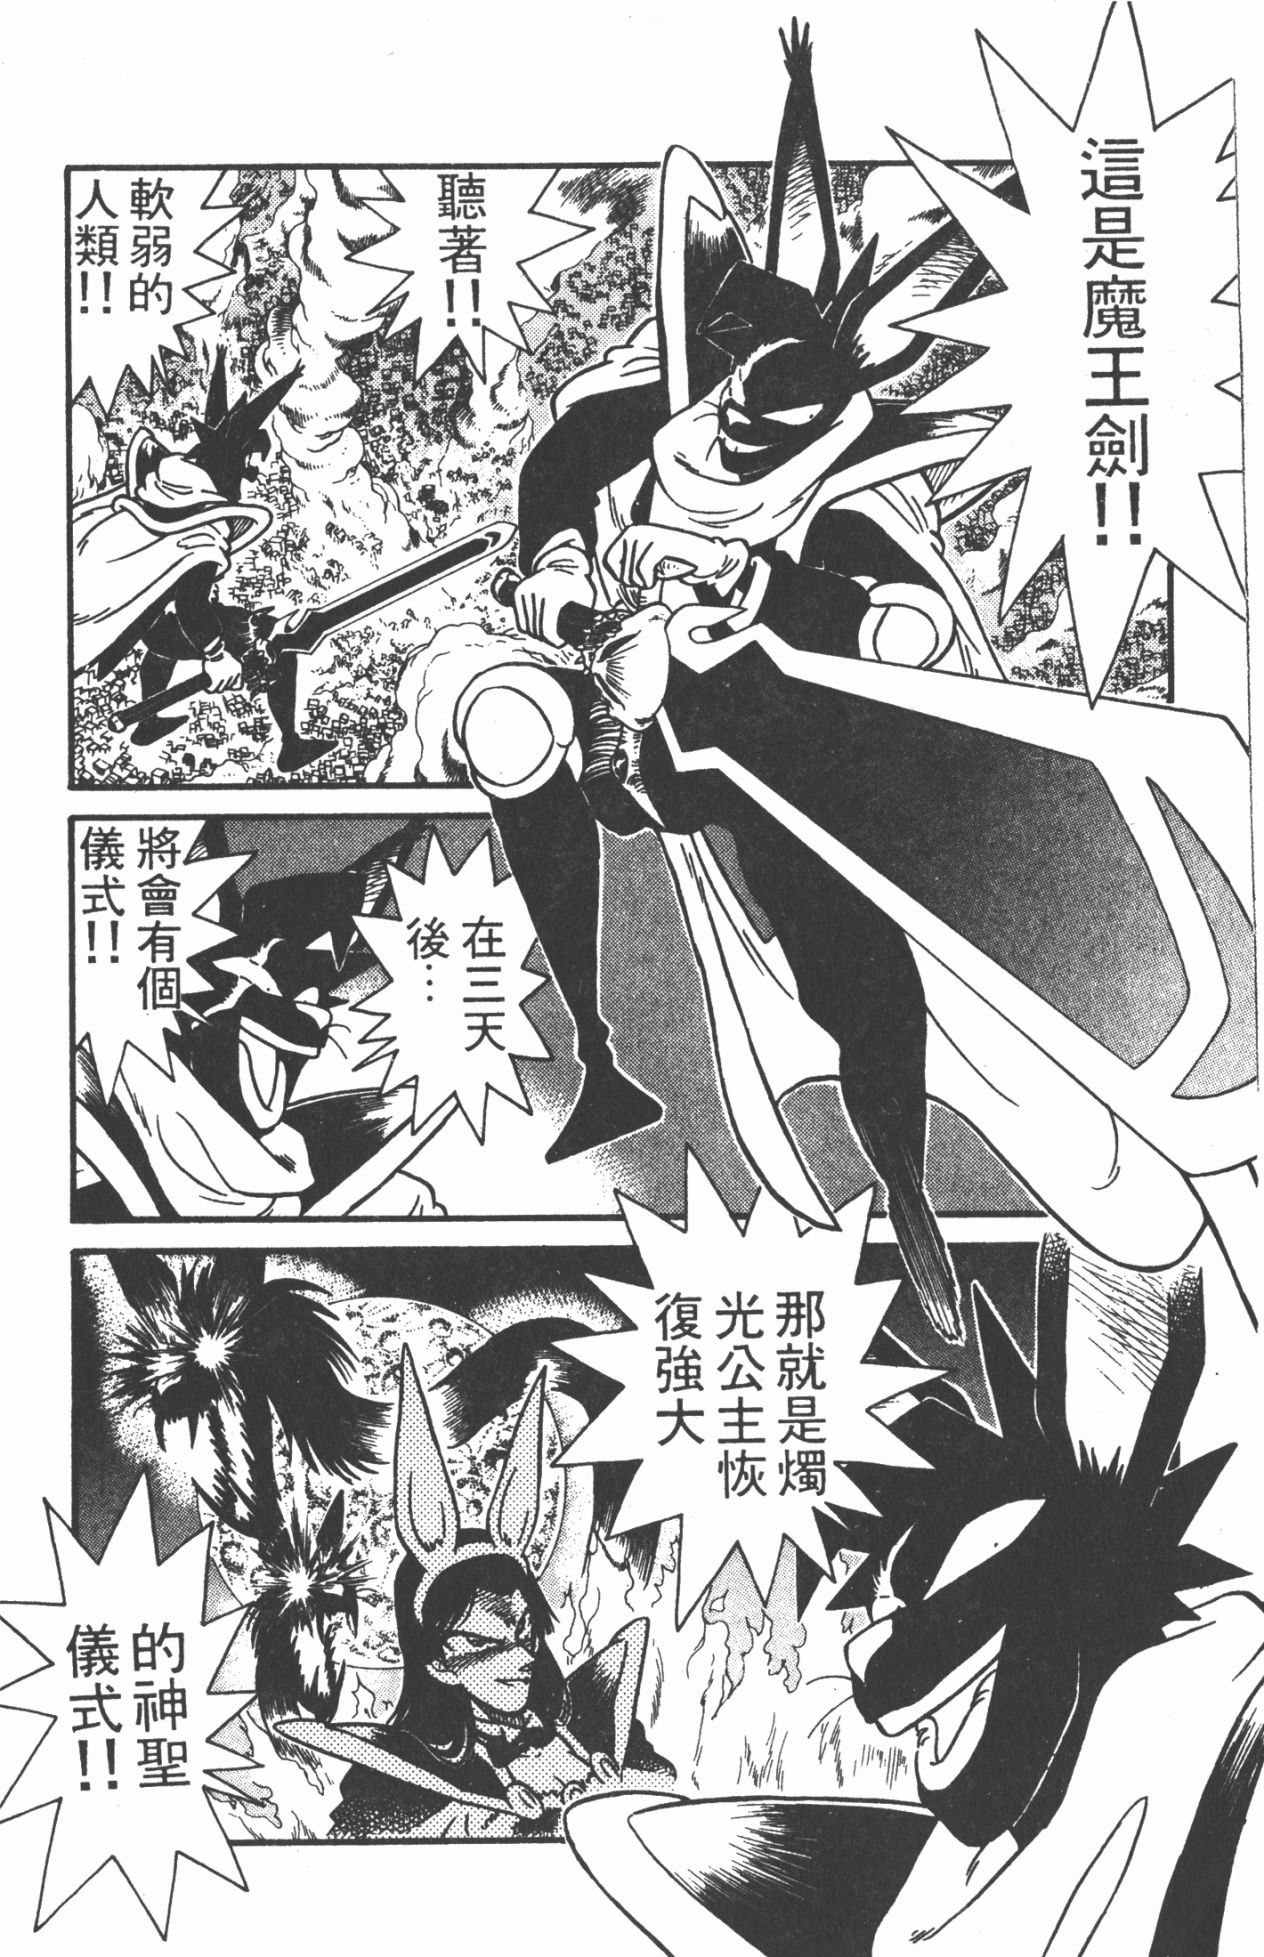 這是魔王劍!!
聽著!!
軟弱的
人類!!
在三天
後…
將會有個
儀式!!
那就是燭
光公主恢
復強大
的神聖
儀式!!